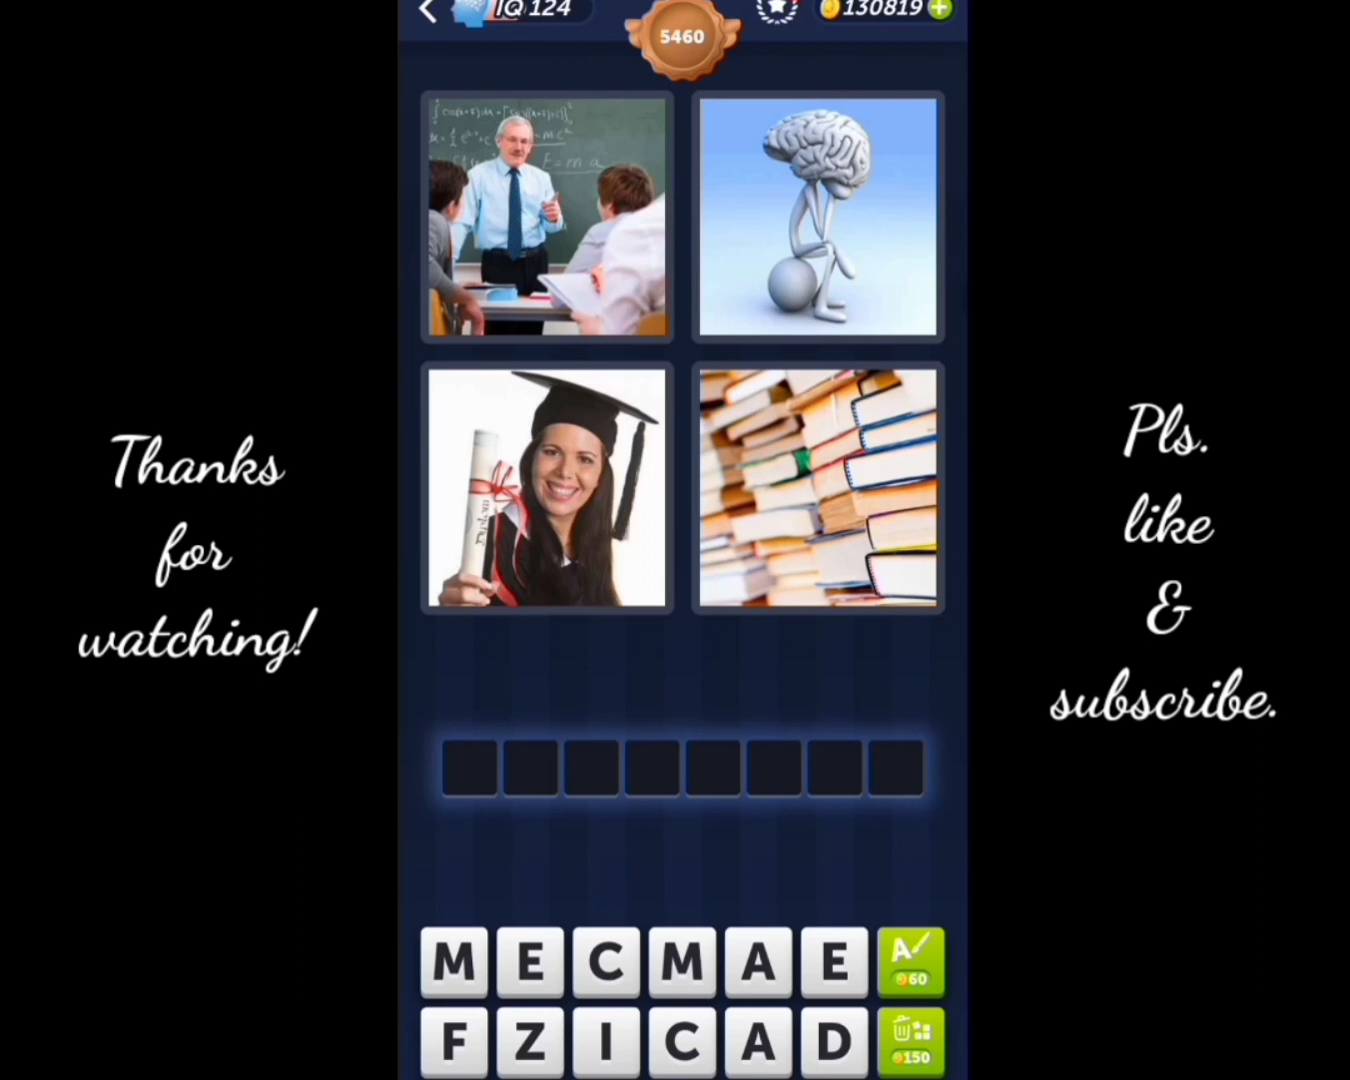 IQ 124
5460
130819
Thanks
for
watching!
Pls.
like
&
subscribe.
F = m a
M E C M A E
A
60
F Z I C A D
150